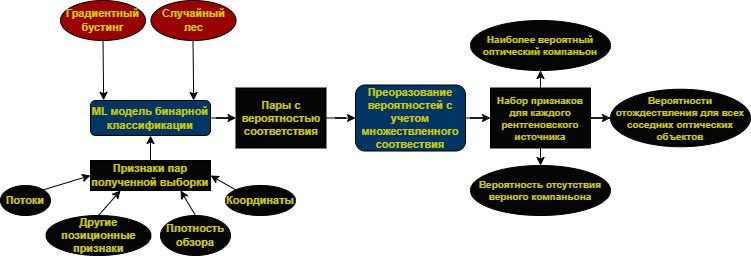 Градиентный
бустинг
Случайный
лес
ML модель бинарной
классификации
Признаки пар
полученной выборки
Потоки
Другие
позиционные
признаки
Плотность
обзора
Координаты
Пары с
вероятностью
соответствия
Преоразование
вероятностей с
учетом
множественного
соотвествия
Набор признаков
для каждого
рентгеновского
источника
Наиболее вероятный
оптический компаньон
Вероятности
отождествления для всех
соседних оптических
объектов
Вероятность отсутствия
верного компаньона